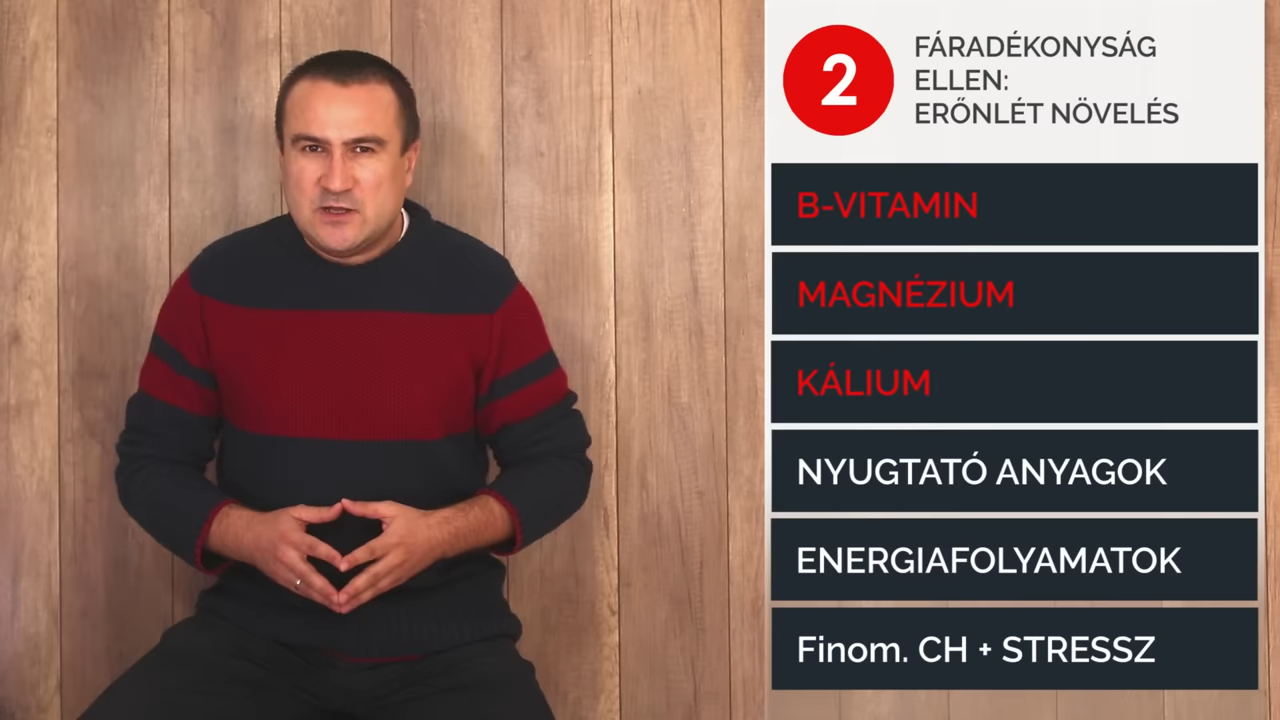 2
FÁRADÉKONYSÁG
ELLEN:
ERŐNLÉT NÖVELÉS
B-VITAMIN
MAGNÉZIUM
KÁLIUM
NYUGTATÓ ANYAGOK
ENERGIAFOLYAMATOK
Finom. CH + STRESSZ